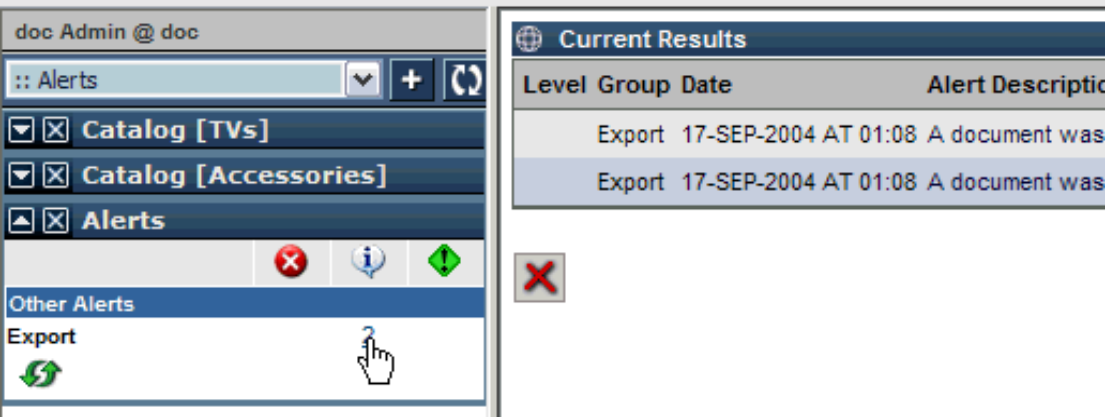 doc Admin @ doc
:: Alerts
Catalog [TVs]
Catalog [Accessories]
Alerts
Other Alerts
Export 2
Current Results
Level Group Date Alert
Export 17-SEP-2004 AT 01:08 A document was
Export 17-SEP-2004 AT 01:08 A document was